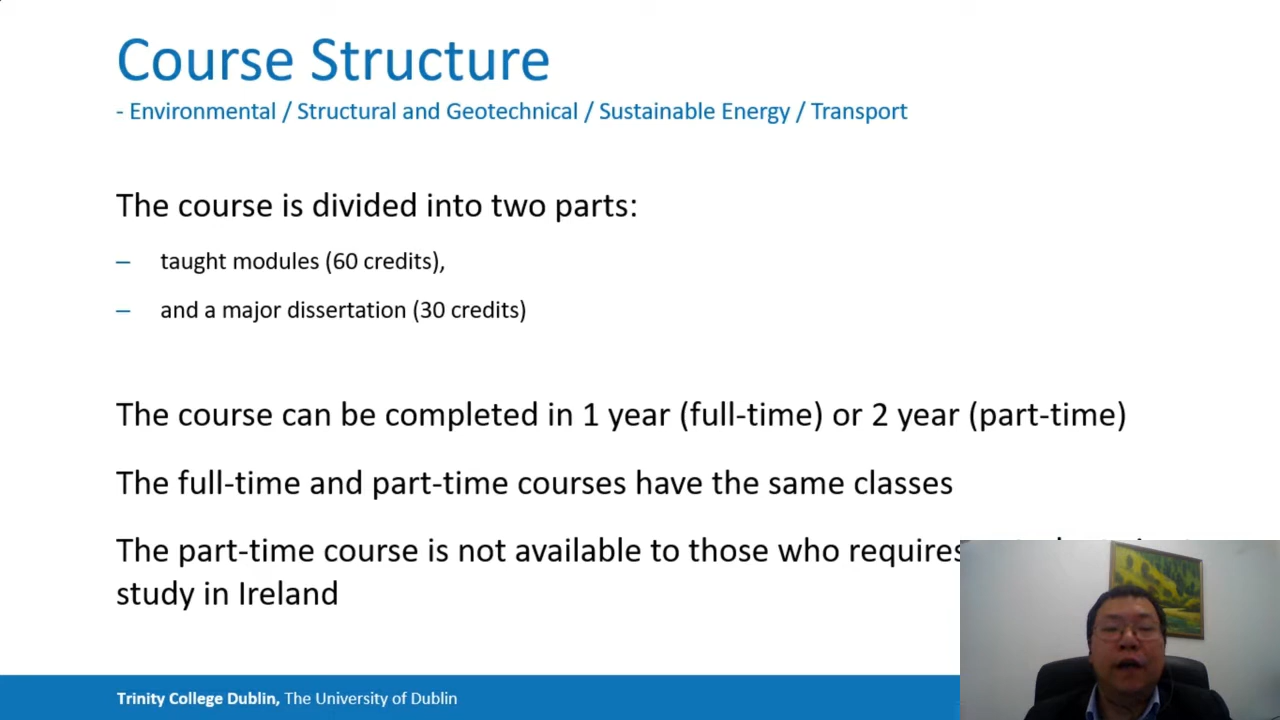 Course Structure
- Environmental / Structural and Geotechnical / Sustainable Energy / Transport
The course is divided into two parts:
– taught modules (60 credits),
– and a major dissertation (30 credits)
The course can be completed in 1 year (full-time) or 2 year (part-time)
The full-time and part-time courses have the same classes
The part-time course is not available to those who requires
study in Ireland
Trinity College Dublin, The University of Dublin